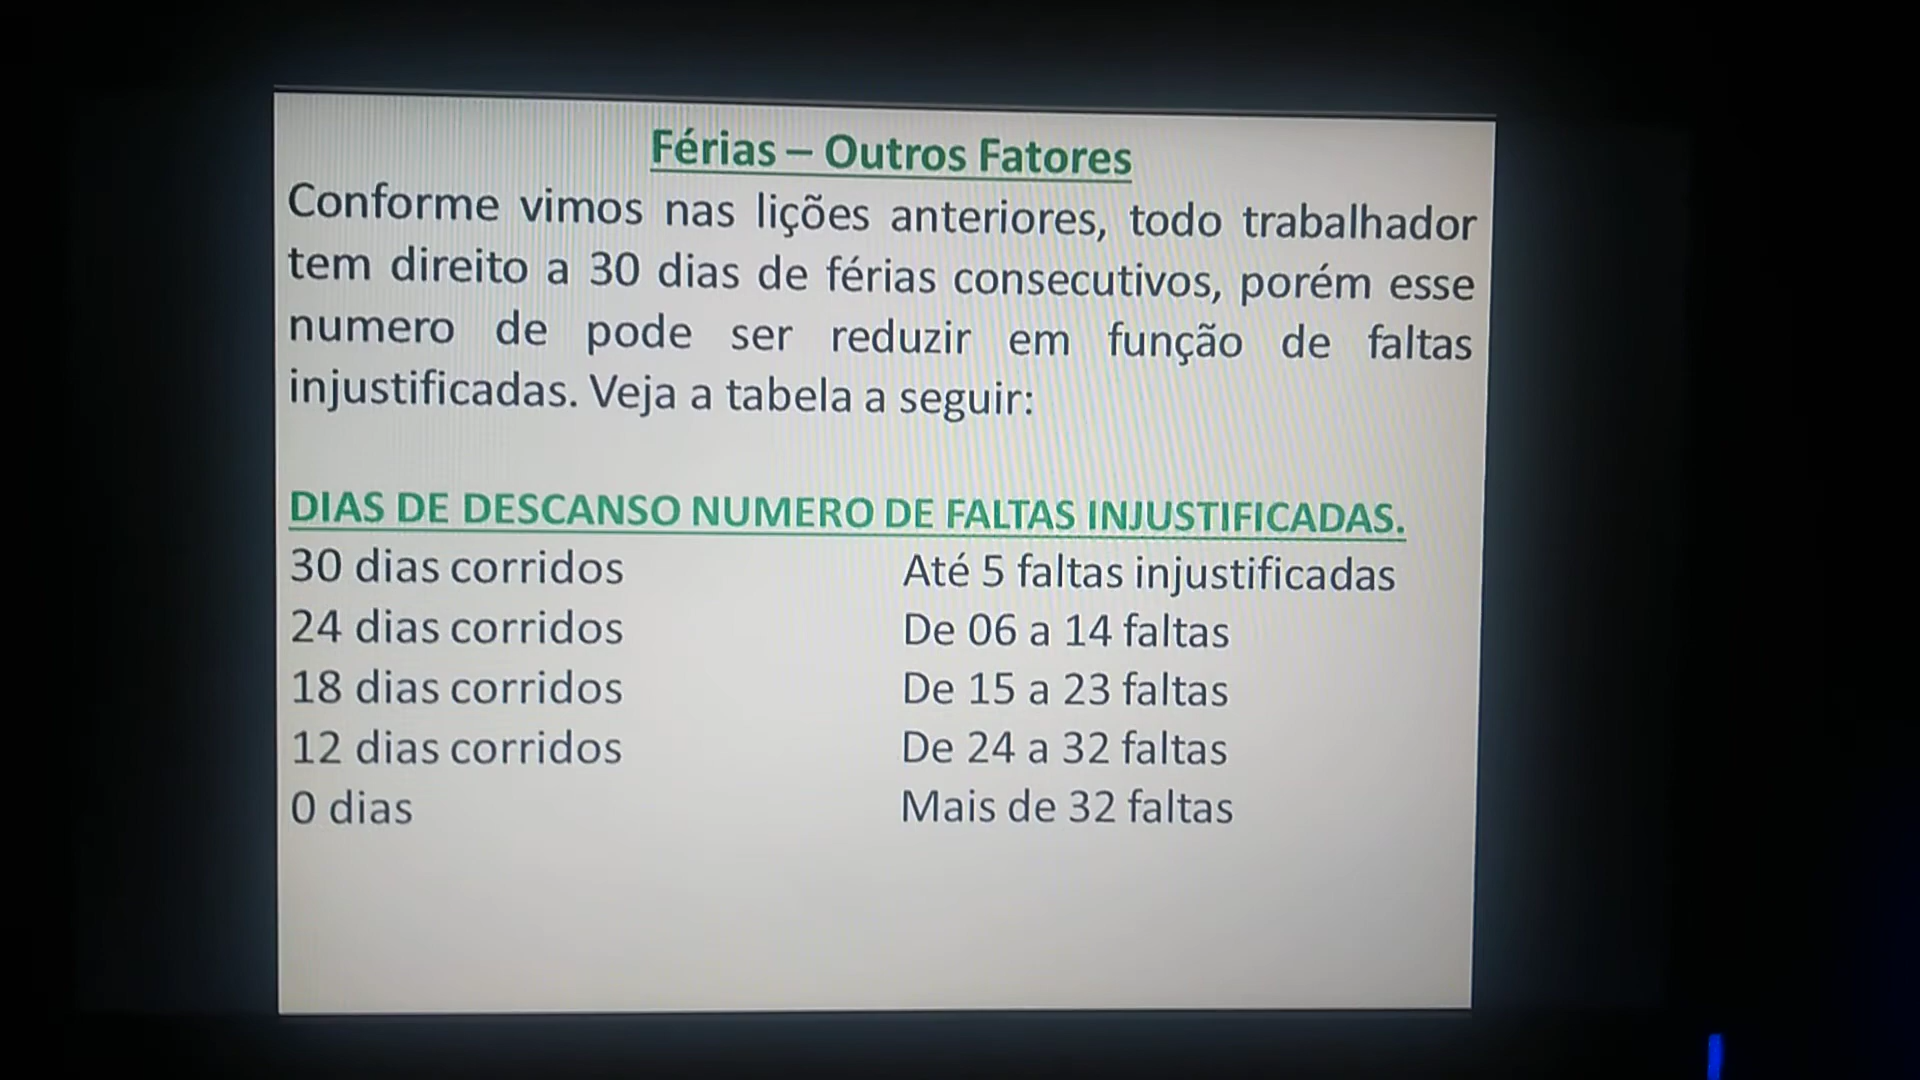 Férias – Outros Fatores
Conforme vimos nas lições anteriores, todo trabalhador
tem direito a 30 dias de férias consecutivos, porém esse
numero de pode ser reduzir em função de faltas
injustificadas. Veja a tabela a seguir:
DIAS DE DESCANSO NUMERO DE FALTAS INJUSTIFICADAS.
30 dias corridos Até 5 faltas injustificadas
24 dias corridos De 06 a 14 faltas
18 dias corridos De 15 a 23 faltas
12 dias corridos De 24 a 32 faltas
0 dias Mais de 32 faltas